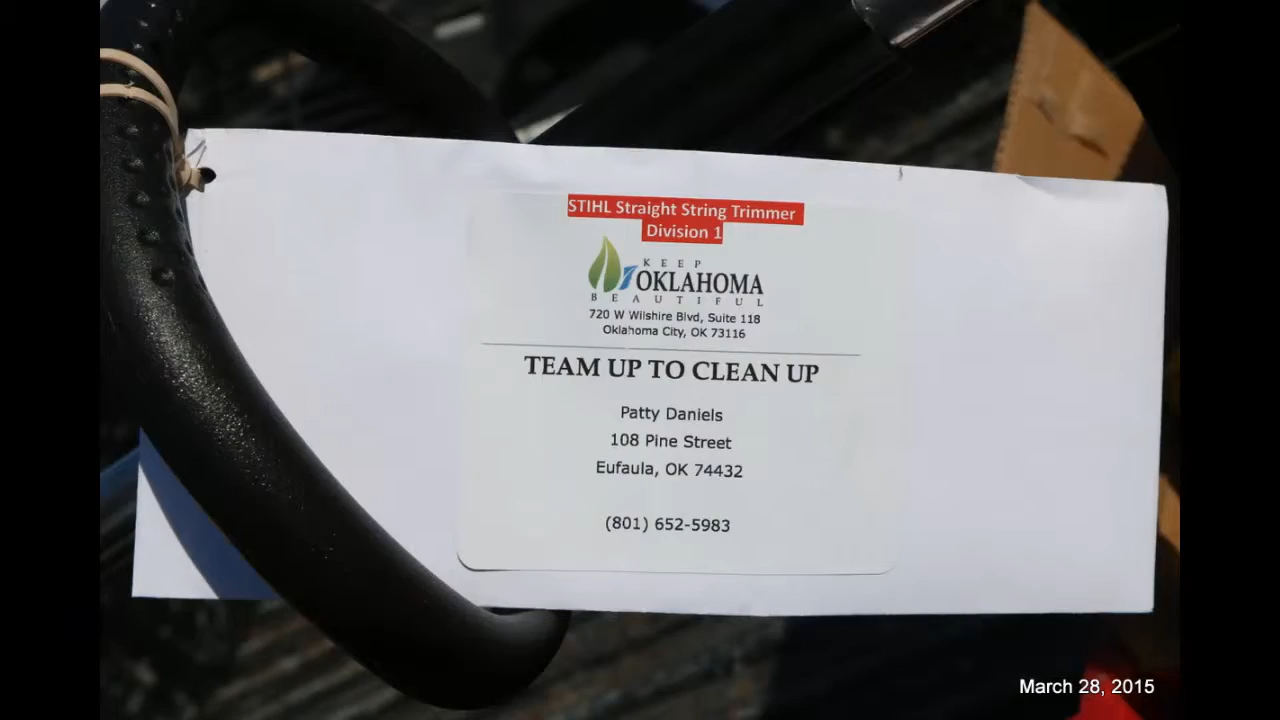 STIHL Straight String Trimmer
Division 1
KEEP
OKLAHOMA
BEAUTIFUL
720 W Wilshire Blvd, Suite 118
Oklahoma City, OK 73116
TEAM UP TO CLEAN UP
Patty Daniels
108 Pine Street
Eufaula, OK 74432
(801) 652-5983
March 28, 2015